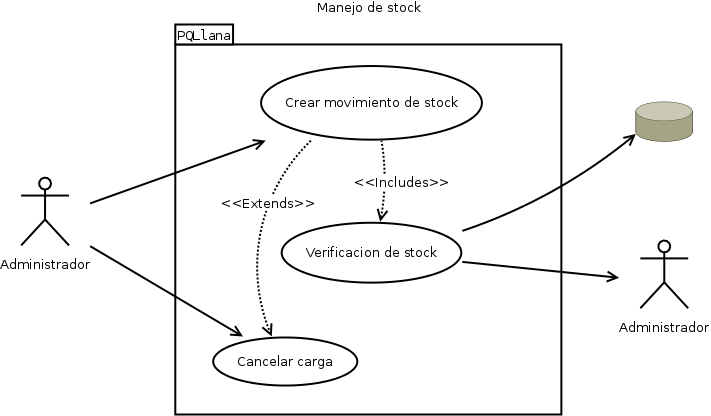 Manejo de stock
PQLlana
Crear movimiento de stock
<<Includes>>
<<Extends>>
Verificacion de stock
Administrador
Administrador
Cancelar carga